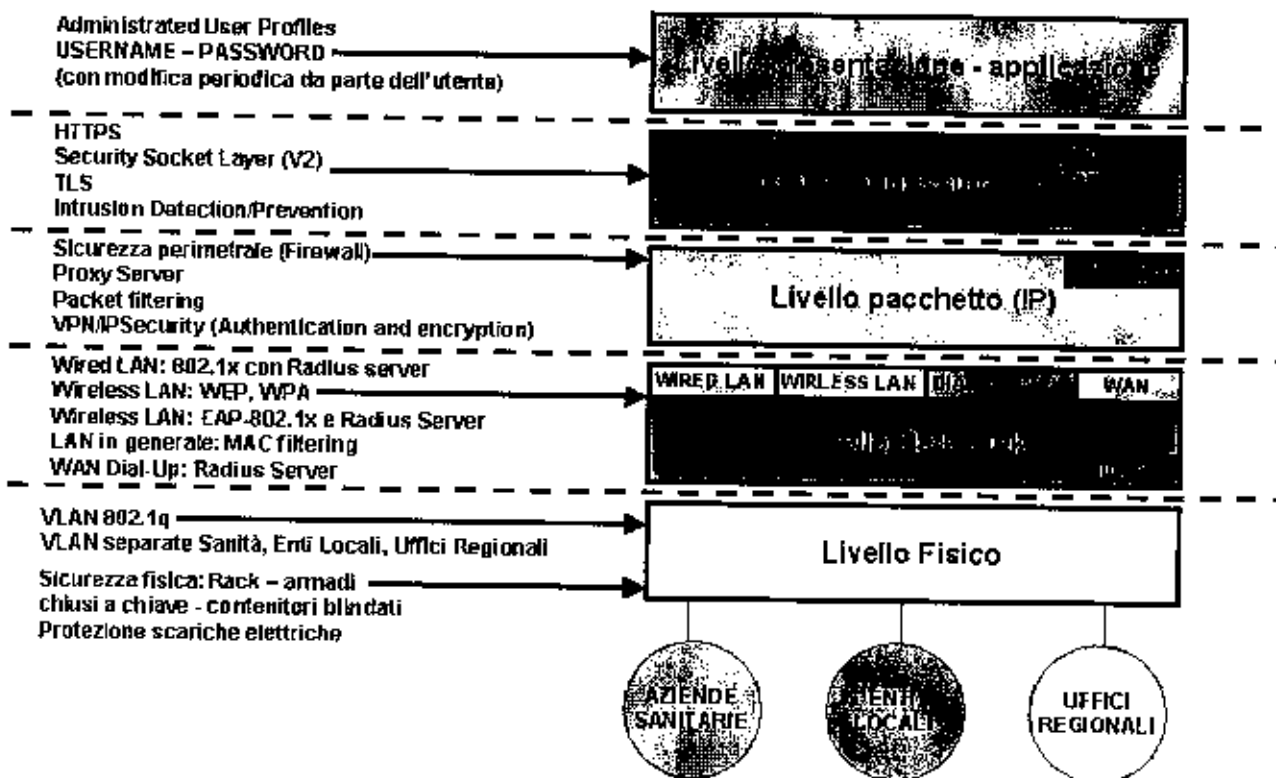 Administrated User Profiles
USERNAME – PASSWORD
(con modifica periodica da parte dell'utente)
presentazione - applicazione
HTTPS
Security Socket Layer (V2)
TLS
Intrusion Detection/Prevention
Sicurezza perimetrale (Firewall)
Proxy Server
Packet filtering
VPN/IPSecurity (Authentication and encryption)
Livello pacchetto (IP)
Wired LAN: 802.1x con Radius server
Wireless LAN: WEP, WPA
Wireless LAN: EAP-802.1x e Radius Server
LAN in generale: MAC filtering
WAN Dial-Up: Radius Server
WIRED LAN
WIRLESS LAN
WAN
VLAN 802.1q
VLAN separate Sanità, Enti Locali, Uffici Regionali
Livello Fisico
Sicurezza fisica: Rack – armadi
chiusi a chiave - contenitori blindati
Protezione scariche elettriche
AZIENDE
SANITARIE
ENTI
LOCALI
UFFICI
REGIONALI